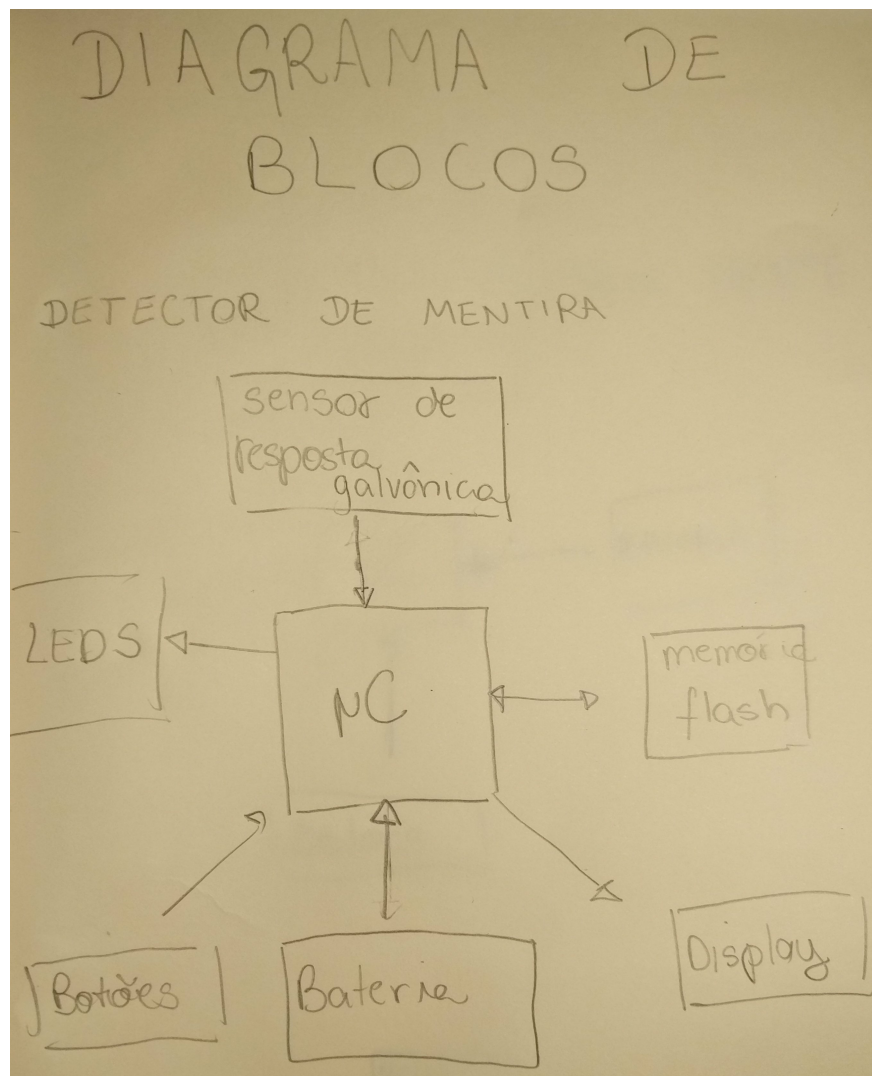 DIAGRAMA DE
BLOCOS
DETECTOR DE MENTIRA
sensor de
resposta
galvônica
LEDS
μC
memória
flash
Botões
Bateria
Display